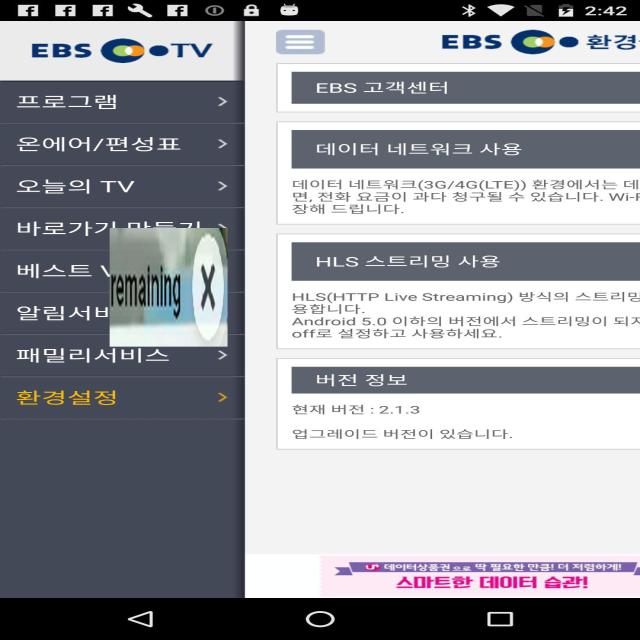 2:42
EBS TV
프로그램
온에어/편성표
오늘의 TV
바로가기 만들기
베스트 V
알림서비
패밀리서비스
환경설정
remaining X
EBS 환경
EBS 고객센터
데이터 네트워크 사용
데이터 네트워크(3G/4G(LTE)) 환경에서는 데
면, 전화 요금이 과다 청구될 수 있습니다. Wi-F
장해 드립니다.
HLS 스트리밍 사용
HLS(HTTP Live Streaming) 방식의 스트리밍
용합니다.
Android 5.0 이하의 버전에서 스트리밍이 되지
off로 설정하고 사용하세요.
버전 정보
현재 버전 : 2.1.3
업그레이드 버전이 있습니다.
데이터상품권으로 딱 필요한 만큼! 더 저렴하게!
스마트한 데이터 습관!